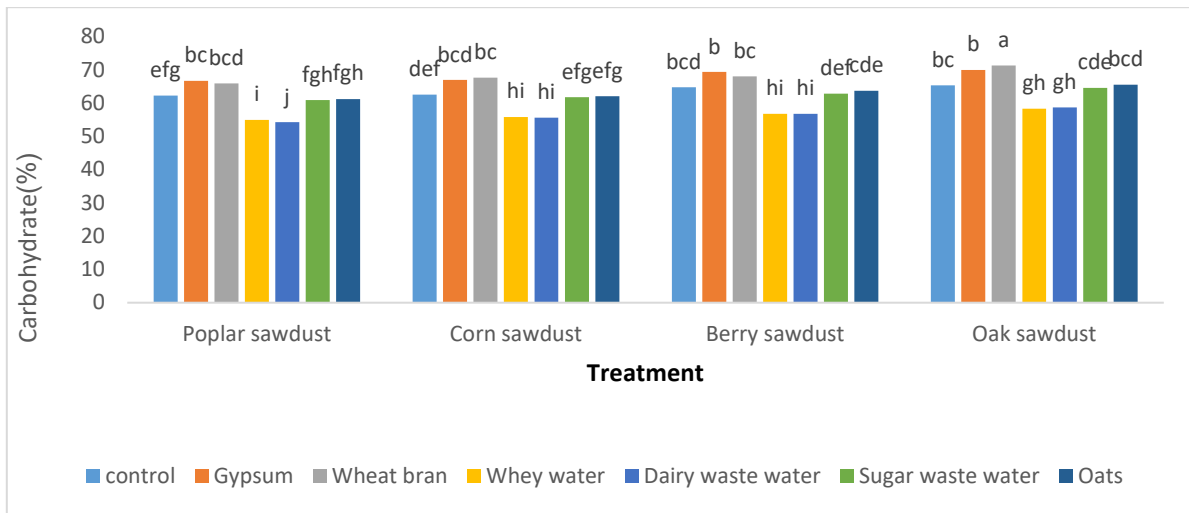 Carbohydrate(%)
80
70
60
50
40
30
20
10
0
efg bc bcd i j fgh fgh
def bcd bc hi hi efg efg
bcd b bc hi hi def cde
bc b a gh gh cde bcd
Poplar sawdust Corn sawdust Berry sawdust Oak sawdust
Treatment
control Gypsum Wheat bran Whey water Dairy waste water Sugar waste water Oats